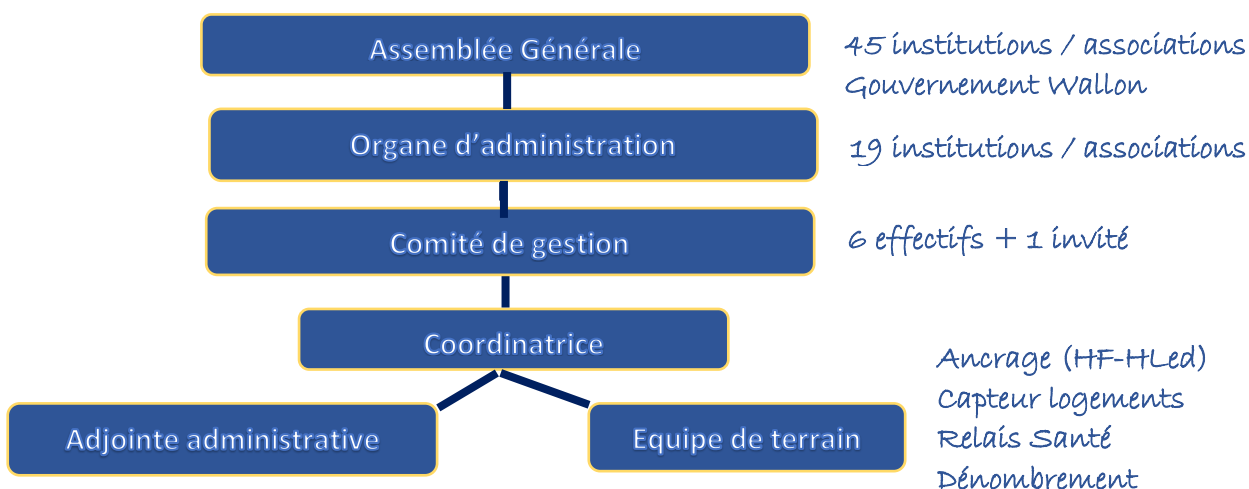 Assemblée Générale
45 institutions / associations
Gouvernement Wallon
Organe d'administration
19 institutions / associations
Comité de gestion
6 effectifs + 1 invité
Coordinatrice
Ancrage (HF-HLed)
Capteur logements
Relais Santé
Dénombrement
Adjointe administrative
Equipe de terrain